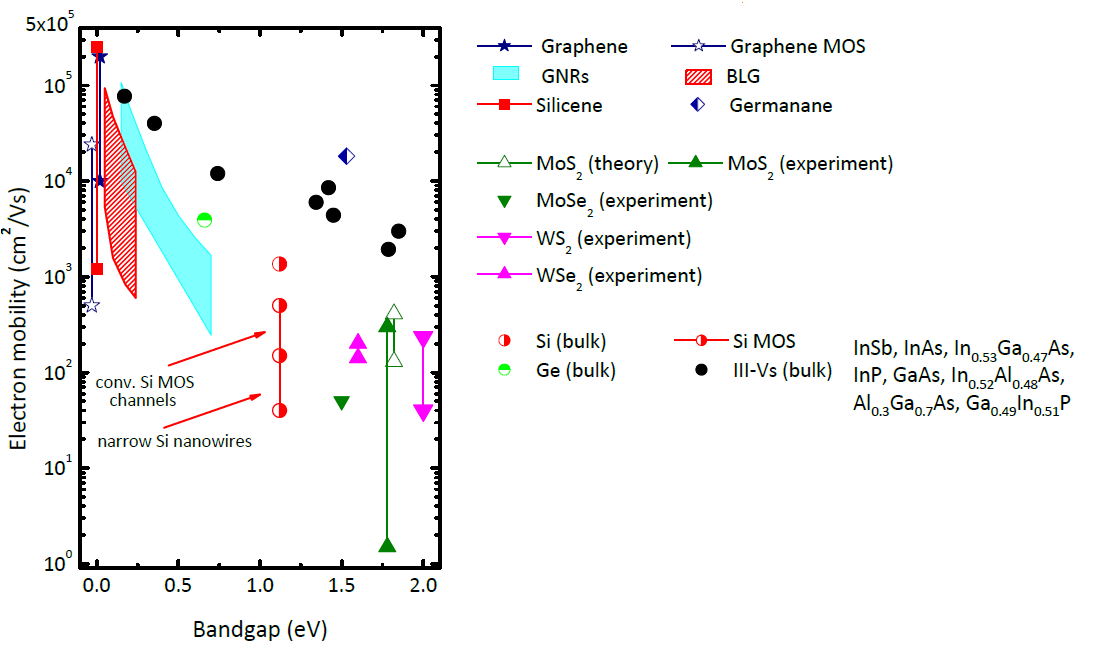 5x10⁵
10⁵
10⁴
10³
10²
10¹
10⁰
Electron mobility (cm²/Vs)
0.0 0.5 1.0 1.5 2.0
Bandgap (eV)
conv. Si MOS
channels
narrow Si nanowires
Graphene Graphene MOS
GNRs BLG
Silicene Germanane
MoS₂ (theory) MoS₂ (experiment)
MoSe₂ (experiment)
WS₂ (experiment)
WSe₂ (experiment)
Si (bulk) Si MOS
Ge (bulk) III-Vs (bulk)
InSb, InAs, In₀.₅₃Ga₀.₄₇As,
InP, GaAs, In₀.₅₂Al₀.₄₈As,
Al₀.₃Ga₀.₇As, Ga₀.₄₉In₀.₅₁P